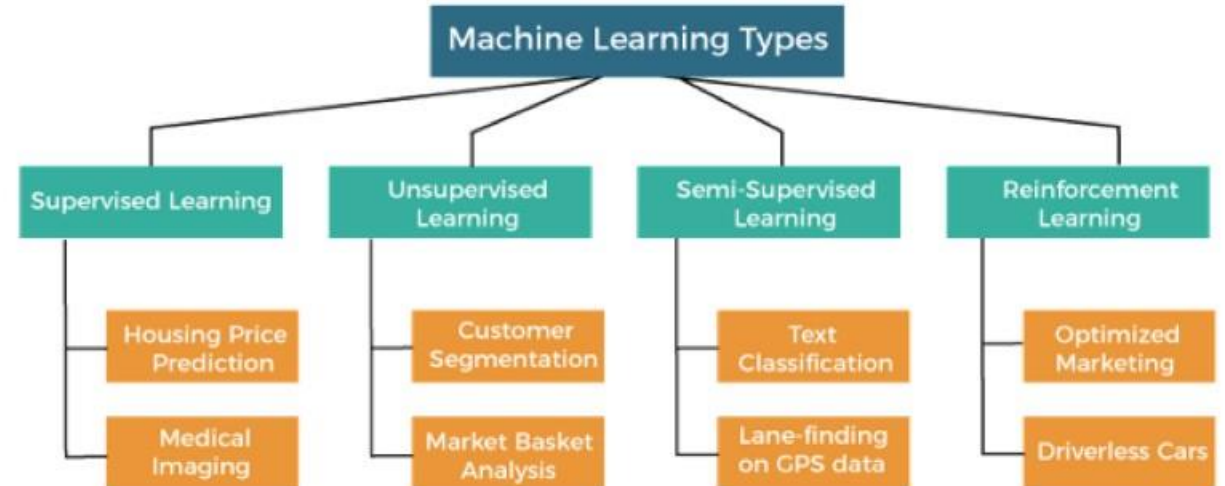 Machine Learning Types
Supervised Learning
Unsupervised
Learning
Semi-Supervised
Learning
Reinforcement
Learning
Housing Price
Prediction
Customer
Segmentation
Text
Classification
Optimized
Marketing
Medical
Imaging
Market Basket
Analysis
Lane-finding
on GPS data
Driverless Cars